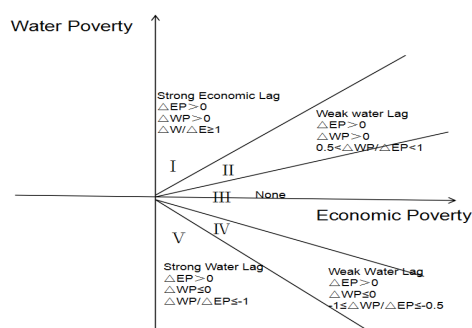 Water Poverty
Strong Economic Lag
△EP>0
△WP>0
△W/△E≥1
Weak water Lag
△EP>0
△WP>0
0.5<△WP/△EP<1
I
II
III
None
Economic Poverty
IV
V
Strong Water Lag
△EP>0
△WP≤0
△WP/△EP≤-1
Weak Water Lag
△EP>0
△WP≤0
-1≤△WP/△EP≤-0.5